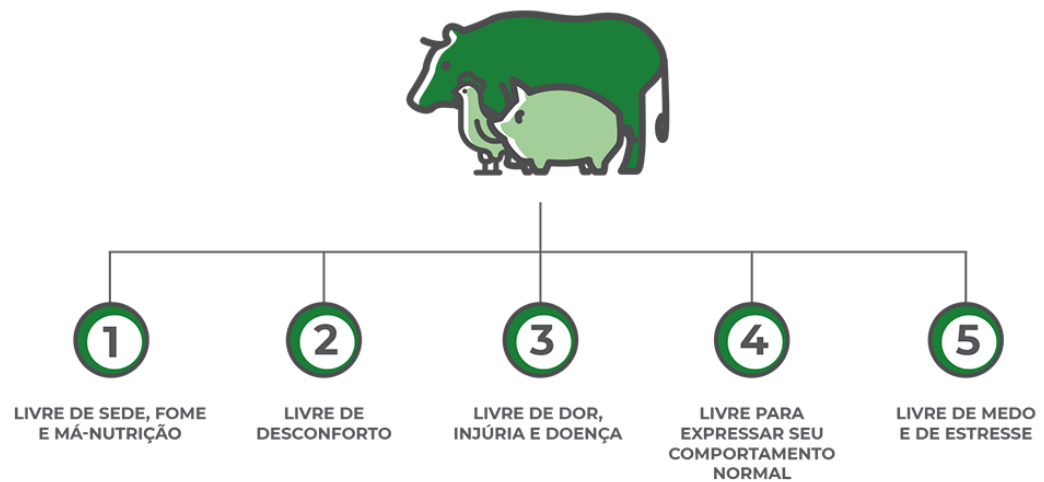 1
LIVRE DE SEDE, FOME
E MÁ-NUTRIÇÃO
2
LIVRE DE
DESCONFORTO
3
LIVRE DE DOR,
INJÚRIA E DOENÇA
4
LIVRE PARA
EXPRESSAR SEU
COMPORTAMENTO
NORMAL
5
LIVRE DE MEDO
E DE ESTRESSE